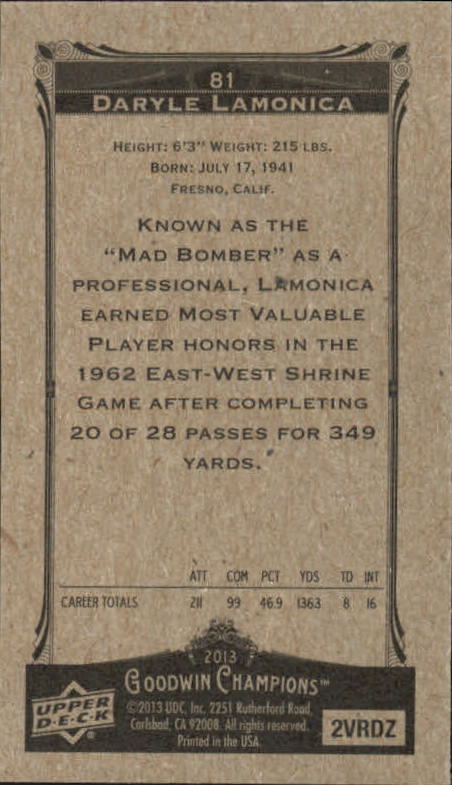 81
DARYLE LAMONICA
HEIGHT: 6'3" WEIGHT: 215 LBS.
BORN: JULY 17, 1941
FRESNO, CALIF.
KNOWN AS THE
"MAD BOMBER" AS A
PROFESSIONAL, LAMONICA
EARNED MOST VALUABLE
PLAYER HONORS IN THE
1962 EAST-WEST SHRINE
GAME AFTER COMPLETING
20 OF 28 PASSES FOR 349
YARDS.
ATT COM PCT YDS TD INT
CAREER TOTALS 211 99 46.9 1363 8 16
2013
GOODWIN CHAMPIONS™
UPPER
D·E·C·K®
©2013 UDC, Inc. 2251 Rutherford Road,
Carlsbad, CA 92008. All rights reserved.
Printed in the USA.
2VRDZ